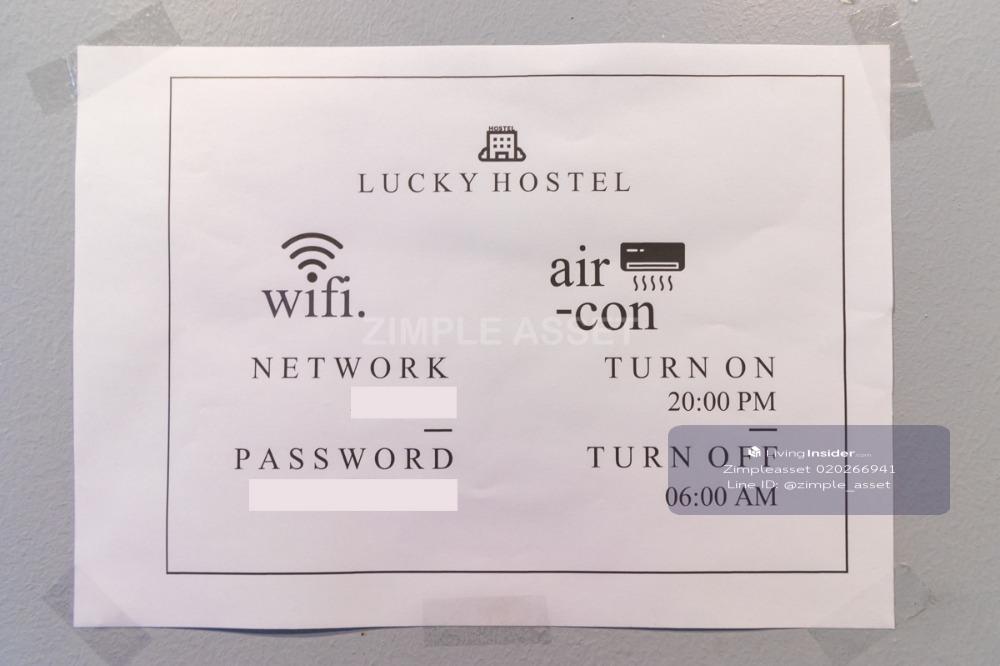 HOSTEL
LUCKY HOSTEL
wifi.
air
-con
ZIMPLE ASSET
NETWORK
PASSWORD
TURN ON
20:00 PM
TURN OFF
06:00 AM
LivingInsider.com
Zimpleasset 020266941
Line ID: @zimple_asset